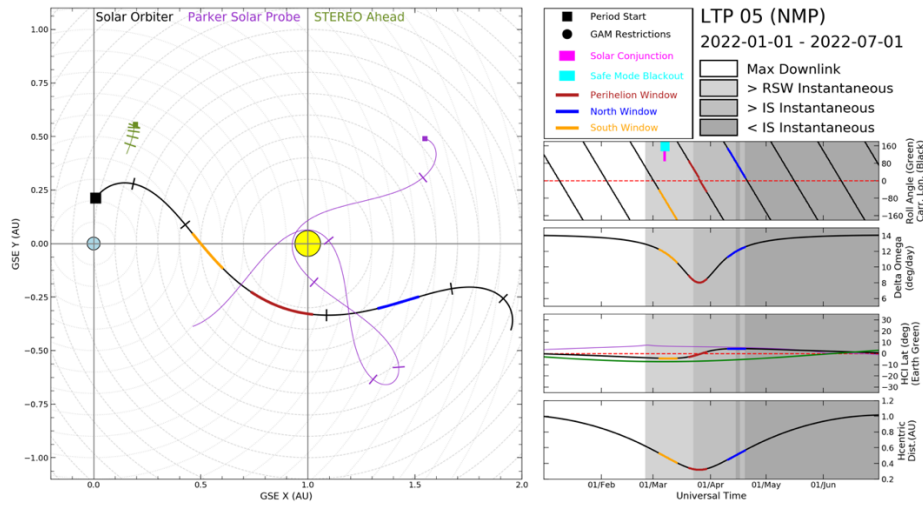 Solar Orbiter Parker Solar Probe STEREO Ahead
1.00
0.75
0.50
0.25
0.00
−0.25
−0.50
−0.75
−1.00
GSE Y (AU)
0.0 0.5 1.0 1.5 2.0
GSE X (AU)
Period Start
GAM Restrictions
Solar Conjunction
Safe Mode Blackout
Perihelion Window
North Window
South Window
LTP 05 (NMP)
2022-01-01 - 2022-07-01
Max Downlink
> RSW Instantaneous
> IS Instantaneous
< IS Instantaneous
160
80
0
−80
−160
Roll Angle (Green)
Carr. Lon. (Black)
14
12
10
8
6
Delta Omega
(deg/day)
30
20
10
0
−10
−20
−30
HCI Lat (deg)
(Earth Green)
1.2
1.0
0.8
0.6
0.4
0.2
Hcentric
Dist.(AU)
01/Feb 01/Mar 01/Apr 01/May 01/Jun
Universal Time